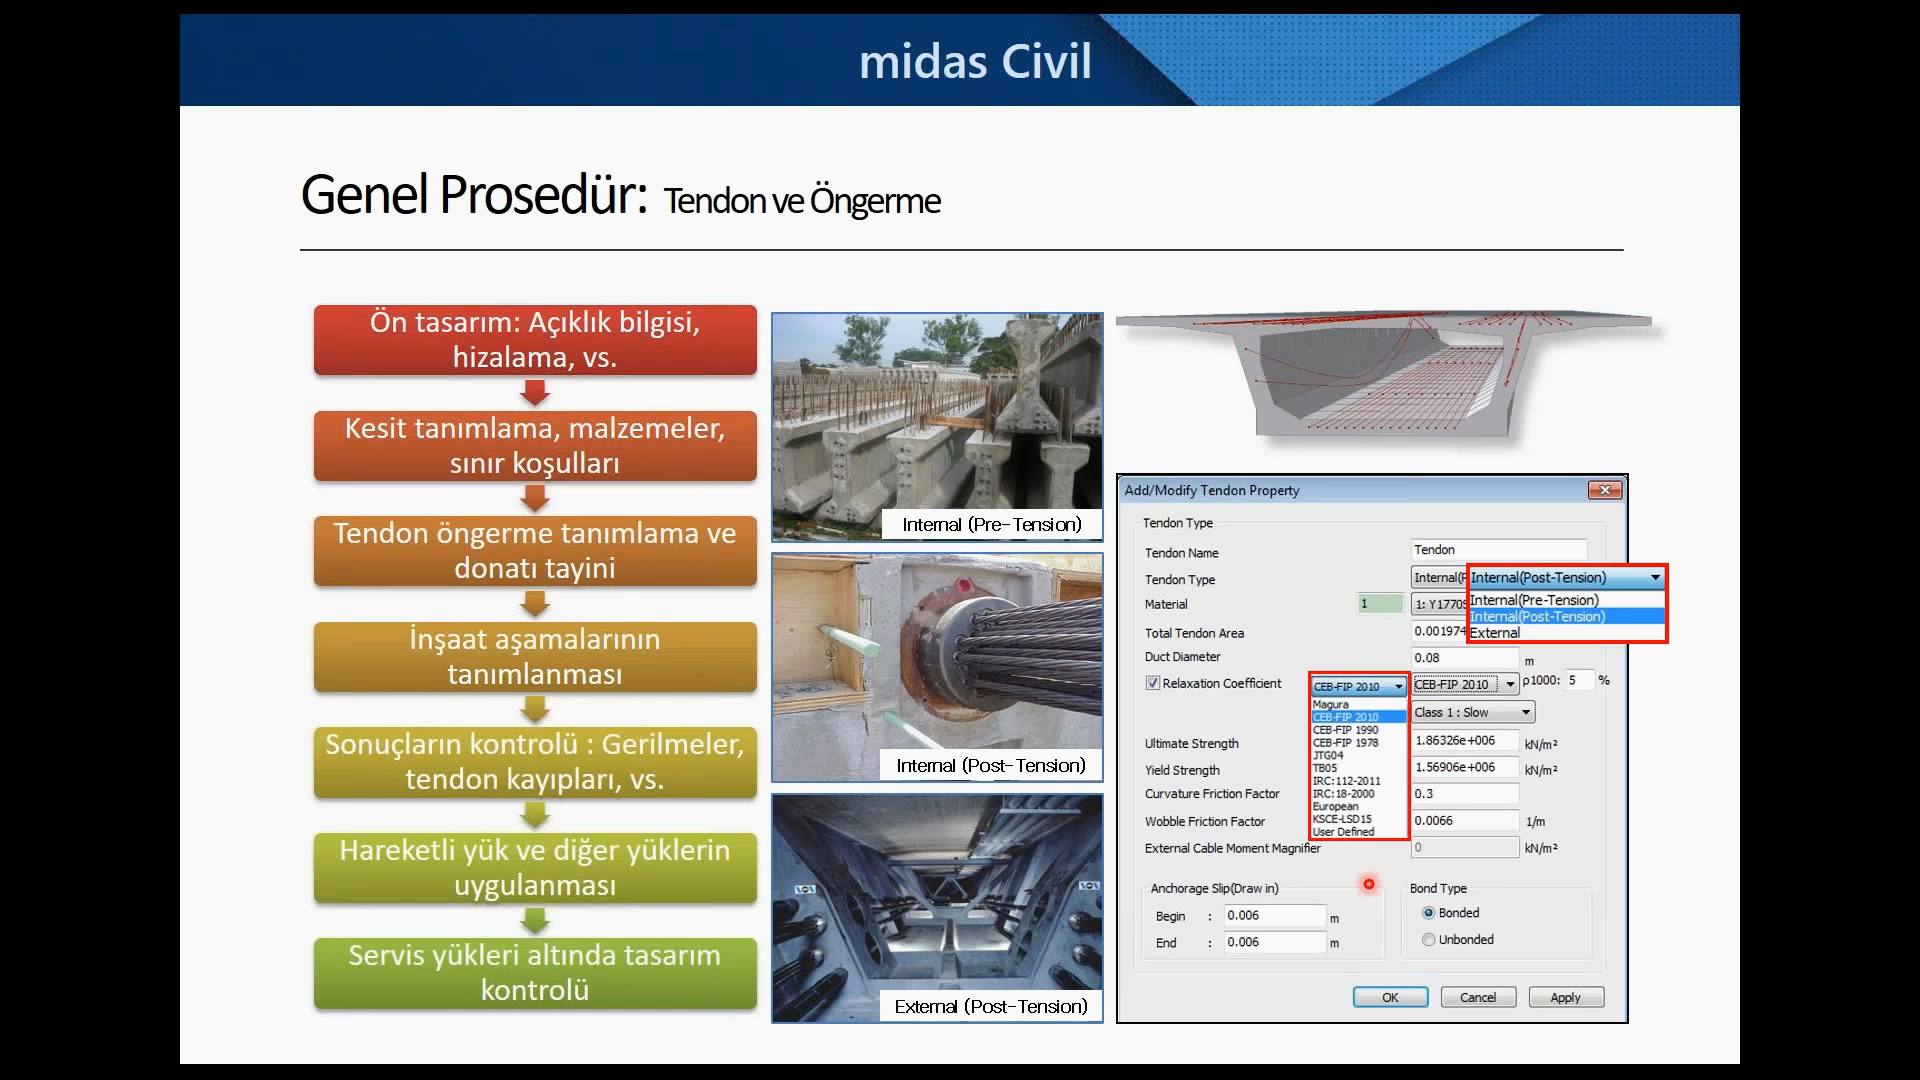 midas Civil
Genel Prosedür: Tendon ve Öngerme
Ön tasarım: Açıklık bilgisi,
hizalama, vs.
Kesit tanımlama, malzemeler,
sınır koşulları
Tendon öngerme tanımlama ve
donatı tayini
İnşaat aşamalarının
tanımlanması
Sonuçların kontrolü : Gerilmeler,
tendon kayıpları, vs.
Hareketli yük ve diğer yüklerin
uygulanması
Servis yükleri altında tasarım
kontrolü
Internal (Pre-Tension)
Internal (Post-Tension)
External (Post-Tension)
Add/Modify Tendon Property
Tendon Type
Tendon Name Tendon
Tendon Type Internal(P Internal(Post-Tension)
Internal(Pre-Tension)
Internal(Post-Tension)
External
Material 1 1: Y1770S
Total Tendon Area 0.001974
Duct Diameter 0.08 m
Relaxation Coefficient CEB-FIP 2010 CEB-FIP 2010 ρ1000: 5 %
Magura
CEB-FIP 2010
CEB-FIP 1990
CEB-FIP 1978
JTG04
TB05
IRC:112-2011
IRC:18-2000
European
KSCE-LSD15
User Defined
Class 1 : Slow
Ultimate Strength 1.86326e+006 kN/m²
Yield Strength 1.56906e+006 kN/m²
Curvature Friction Factor 0.3
Wobble Friction Factor 0.0066 1/m
External Cable Moment Magnifier 0 kN/m²
Anchorage Slip(Draw in)
Begin : 0.006 m
End : 0.006 m
Bond Type
Bonded
Unbonded
OK Cancel Apply